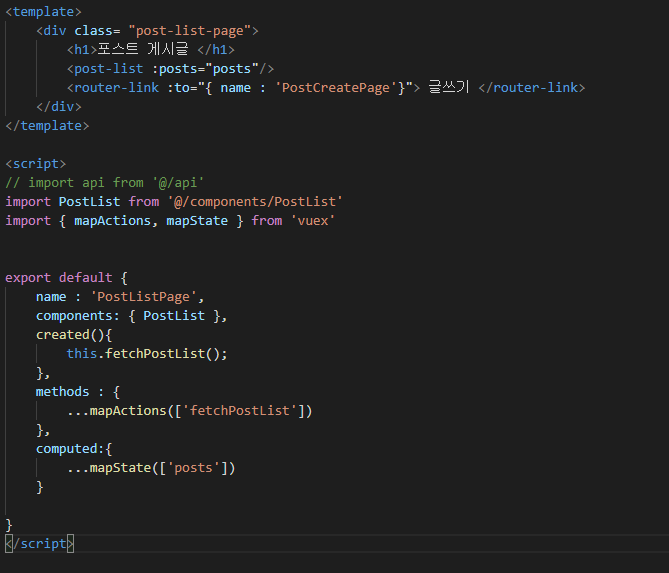 <template>
    <div class= "post-list-page">
        <h1>포스트 게시글 </h1>
        <post-list :posts="posts"/>
        <router-link :to="{ name : 'PostCreatePage'}"> 글쓰기 </router-link>
    </div>
</template>

<script>
// import api from '@/api'
import PostList from '@/components/PostList'
import { mapActions, mapState } from 'vuex'


export default {
    name : 'PostListPage',
    components: { PostList },
    created(){
        this.fetchPostList();
    },
    methods : {
        ...mapActions(['fetchPostList'])
    },
    computed:{
        ...mapState(['posts'])
    }

}
</script>